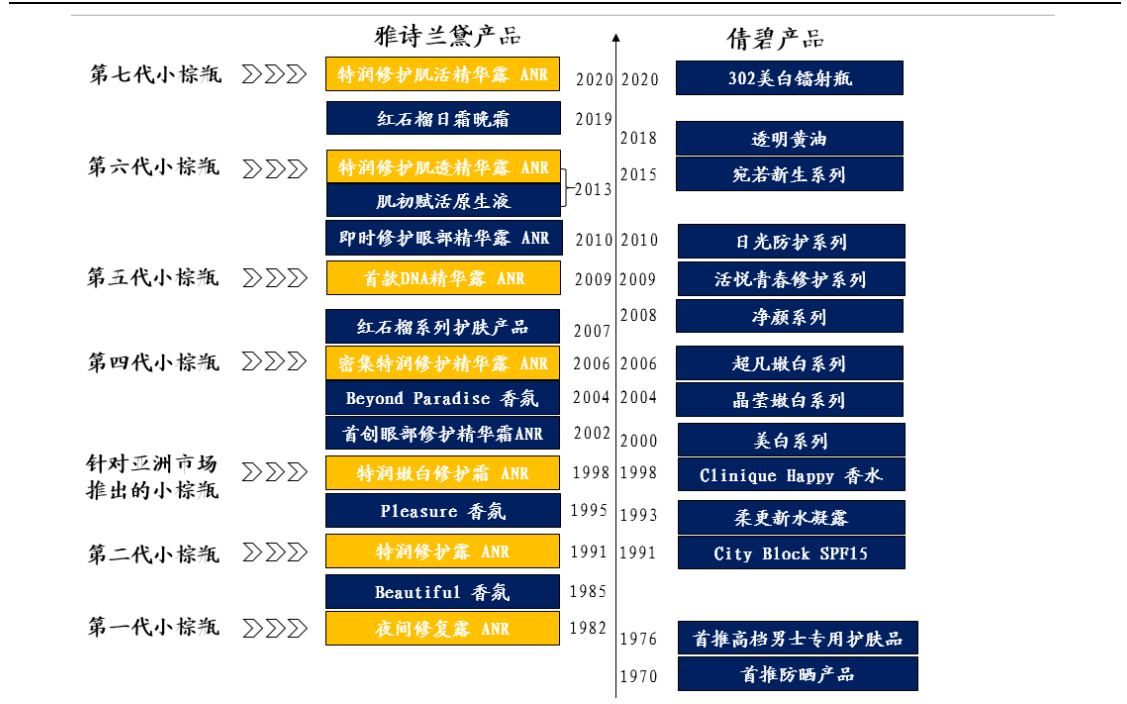 雅诗兰黛产品
倩碧产品
第七代小棕瓶
特润修护肌活精华露 ANR
2020
2020
302美白镭射瓶
红石榴日霜晚霜
2019
2018
透明黄油
第六代小棕瓶
特润修护肌透精华露 ANR
2015
宛若新生系列
2013
肌初赋活原生液
即时修护眼部精华露 ANR
2010
2010
日光防护系列
第五代小棕瓶
首款DNA精华露 ANR
2009
2009
活悦青春修护系列
2008
净颜系列
红石榴系列护肤产品
2007
第四代小棕瓶
密集特润修护精华露 ANR
2006
2006
超凡嫩白系列
Beyond Paradise 香氛
2004
2004
晶莹嫩白系列
首创眼部修护精华霜ANR
2002
2000
美白系列
针对亚洲市场
推出的小棕瓶
特润嫩白修护霜 ANR
1998
1998
Clinique Happy 香水
Pleasure 香氛
1995
1993
柔更新水凝露
第二代小棕瓶
特润修护露 ANR
1991
1991
City Block SPF15
Beautiful 香氛
1985
第一代小棕瓶
夜间修复露 ANR
1982
1976
首推高档男士专用护肤品
1970
首推防晒产品